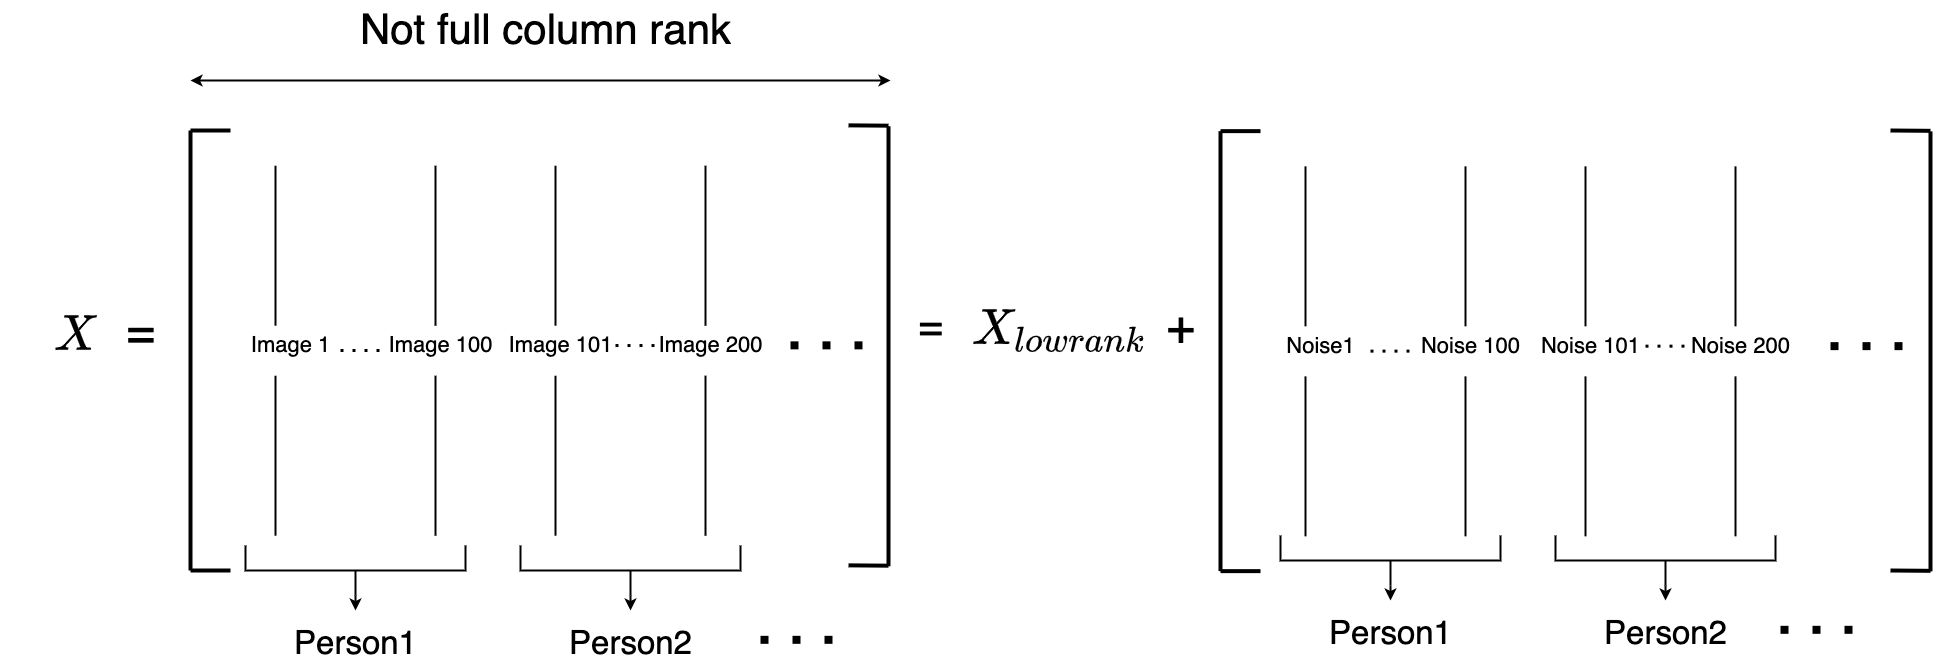 Not full column rank
X = Image 1 .... Image 100 Image 101 .... Image 200 ... = X_{lowrank} + Noise1 .... Noise 100 Noise 101 .... Noise 200 ...
Person1 Person2 ... Person1 Person2 ...